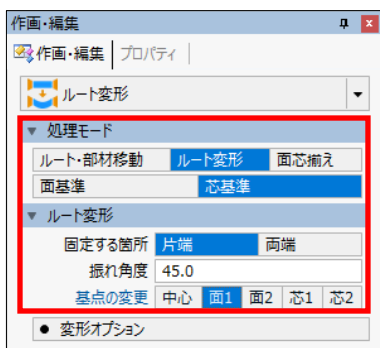 作画・編集
作画・編集 プロパティ
ルート変形
処理モード
ルート・部材移動 ルート変形 面芯揃え
面基準 芯基準
ルート変形
固定する箇所 片端 両端
振れ角度 45.0
基点の変更 中心 面1 面2 芯1 芯2
● 変形オプション